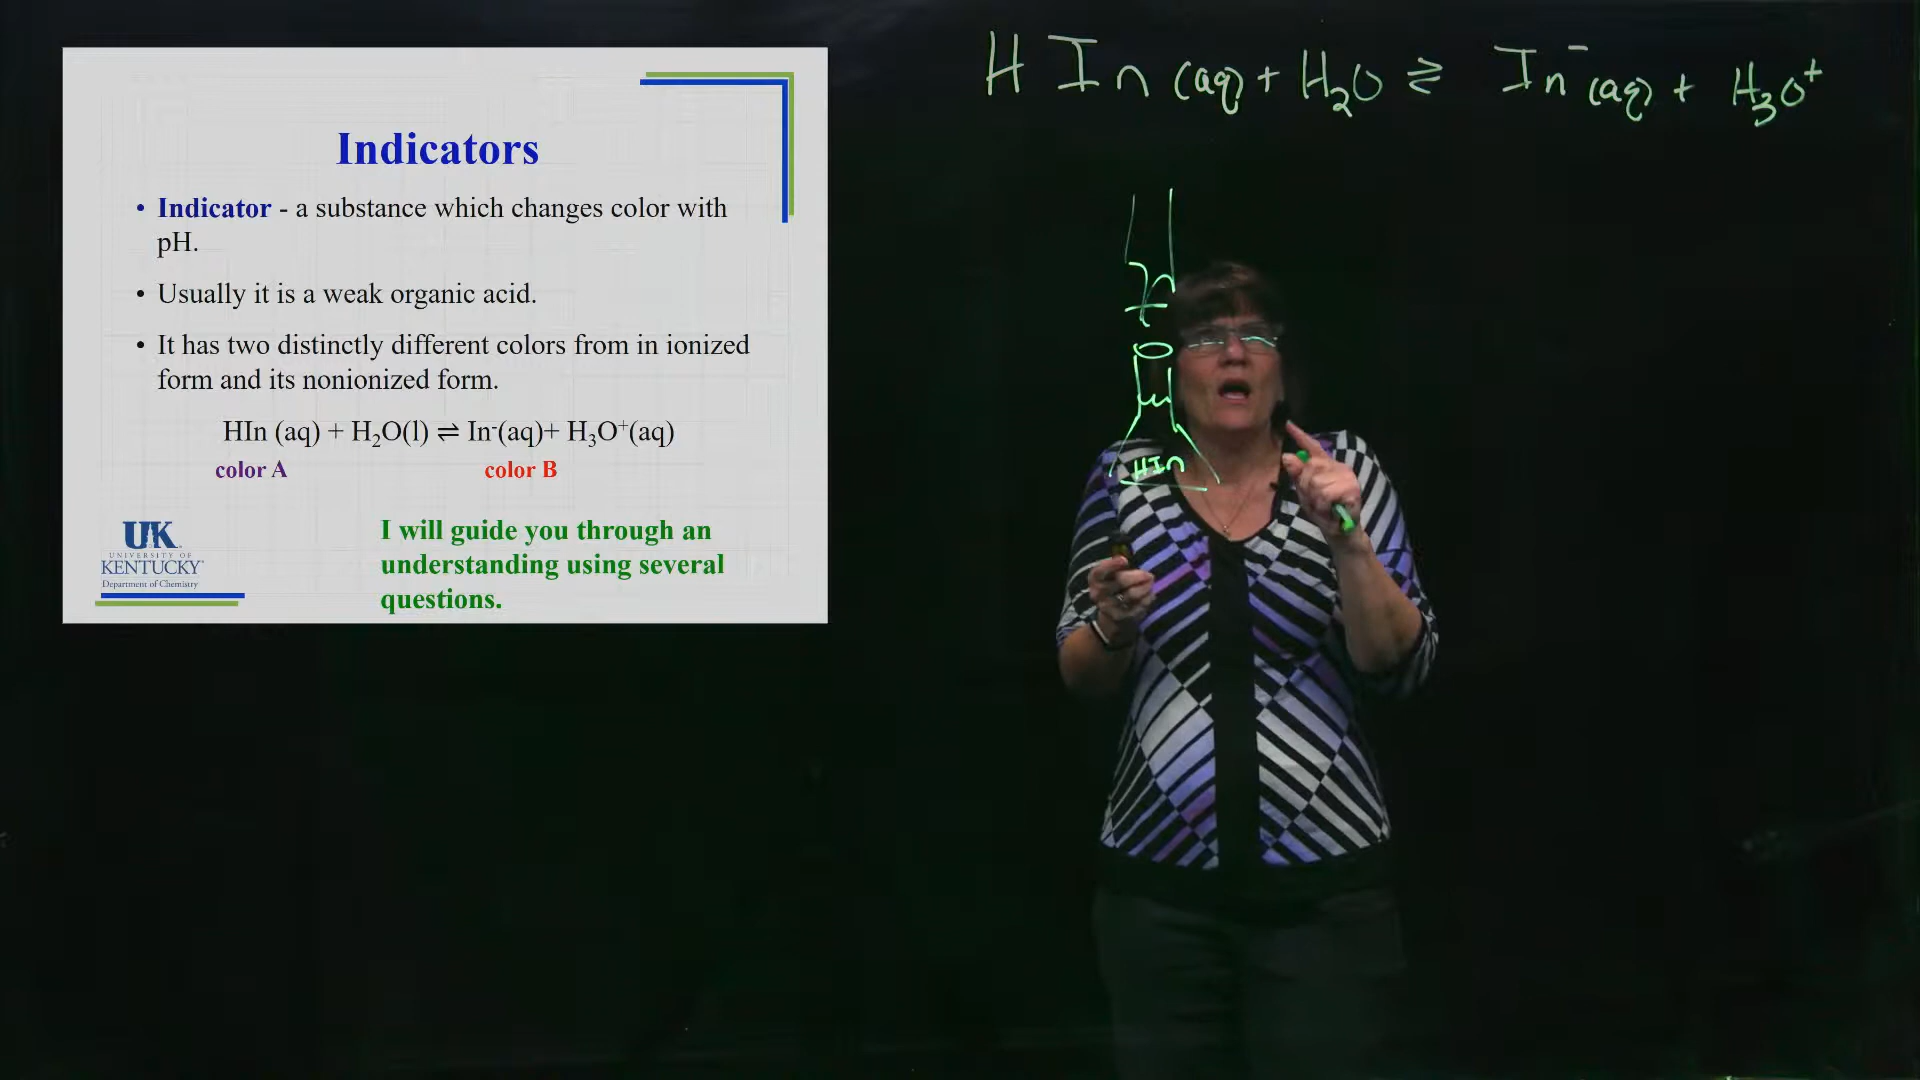 Indicators
• Indicator - a substance which changes color with
pH.
• Usually it is a weak organic acid.
• It has two distinctly different colors from in ionized
form and its nonionized form.
HIn (aq) + H₂O(l) ⇌ In⁻(aq)+ H₃O⁺(aq)
color A color B
UK
UNIVERSITY OF
KENTUCKY
Department of Chemistry
I will guide you through an
understanding using several
questions.
H In (aq) + H₂O ⇌ In⁻ (aq) + H₃O⁺
HIn